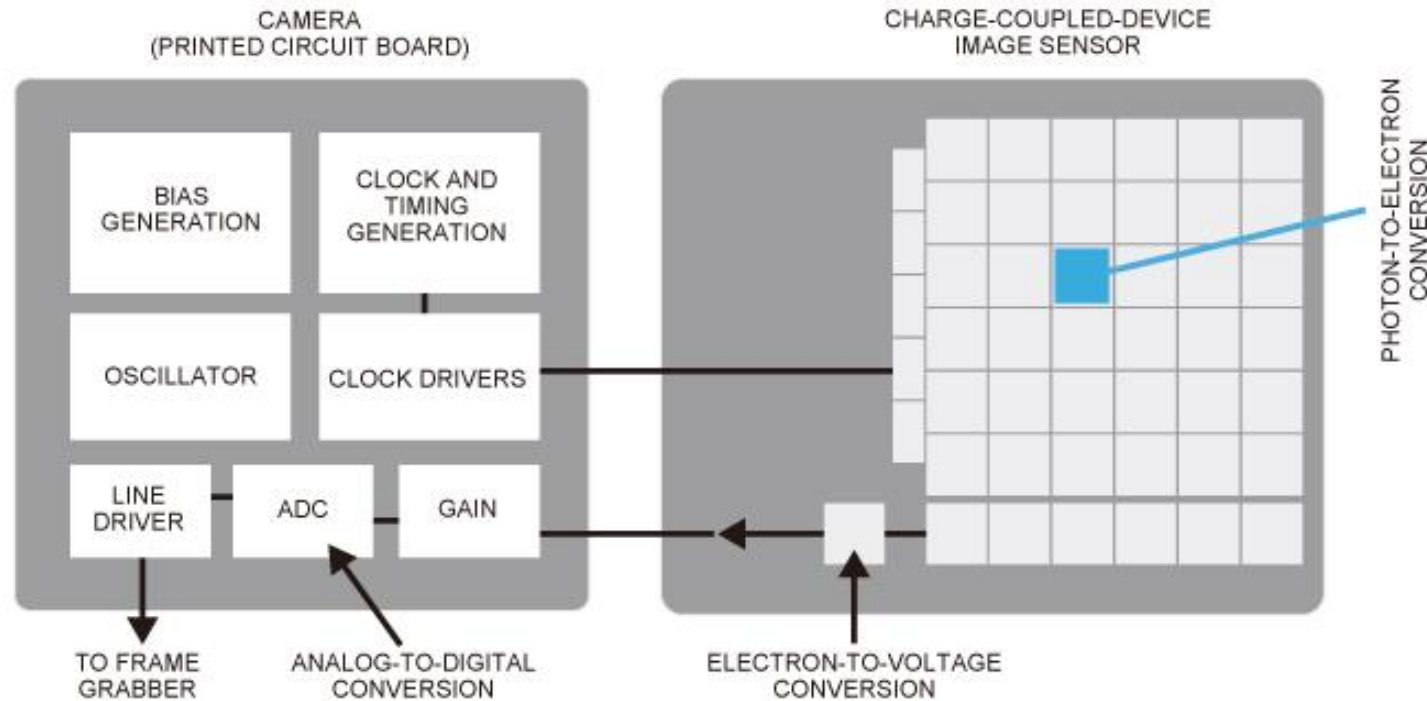 CAMERA
(PRINTED CIRCUIT BOARD)
CHARGE-COUPLED-DEVICE
IMAGE SENSOR
BIAS
GENERATION
CLOCK AND
TIMING
GENERATION
OSCILLATOR
CLOCK DRIVERS
LINE
DRIVER
ADC
GAIN
PHOTON-TO-ELECTRON
CONVERSION
TO FRAME
GRABBER
ANALOG-TO-DIGITAL
CONVERSION
ELECTRON-TO-VOLTAGE
CONVERSION